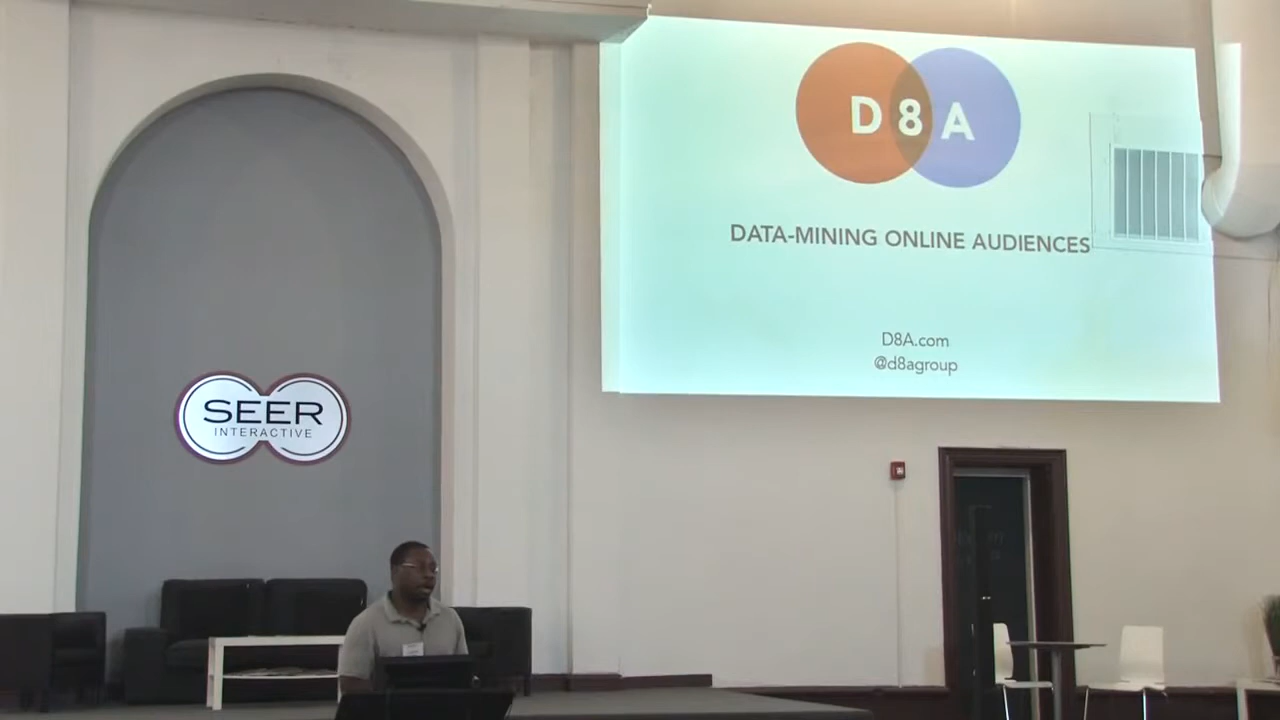 D8A
DATA-MINING ONLINE AUDIENCES
D8A.com
@d8agroup
SEER
INTERACTIVE